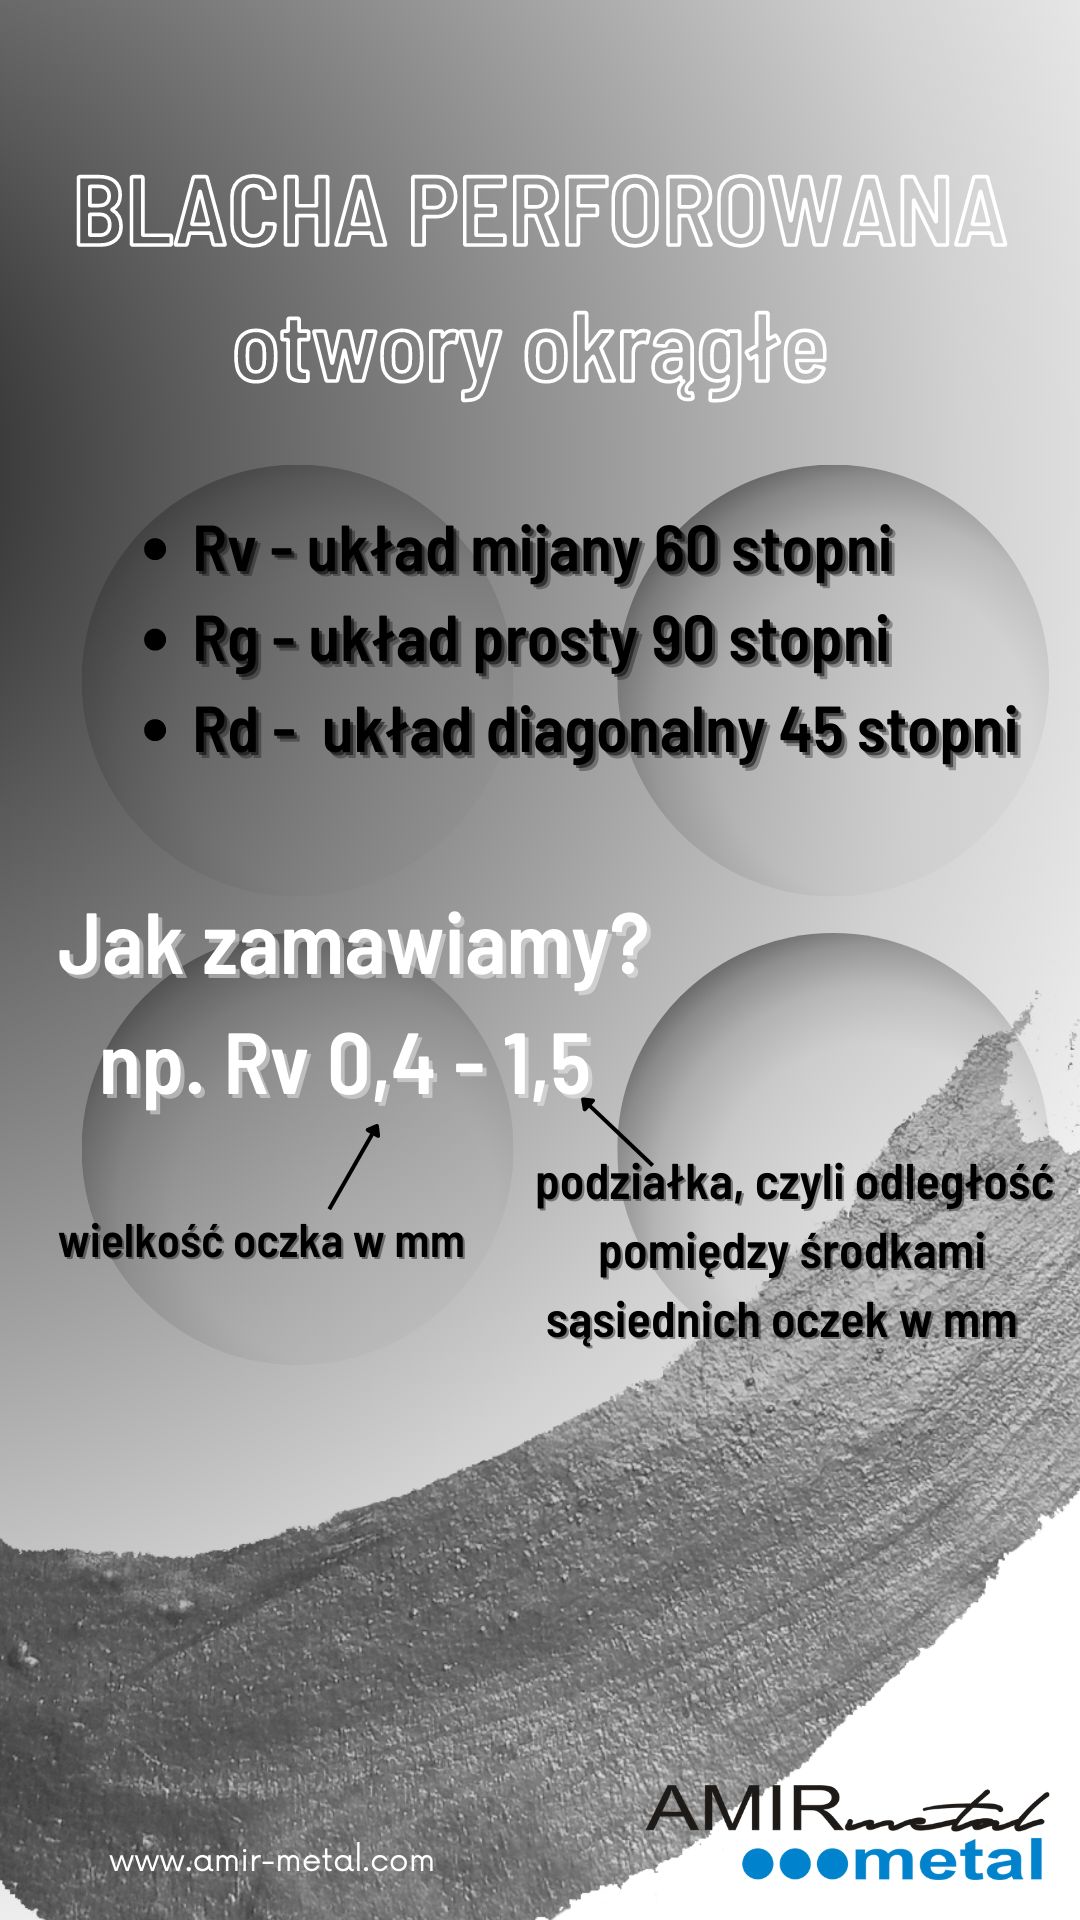 BLACHA PERFOROWANA
otwory okrągłe
• Rv - układ mijany 60 stopni
• Rg - układ prosty 90 stopni
• Rd - układ diagonalny 45 stopni
Jak zamawiamy?
np. Rv 0,4 - 1,5
wielkość oczka w mm
podziałka, czyli odległość
pomiędzy środkami
sąsiednich oczek w mm
www.amir-metal.com
AMIR metal
metal